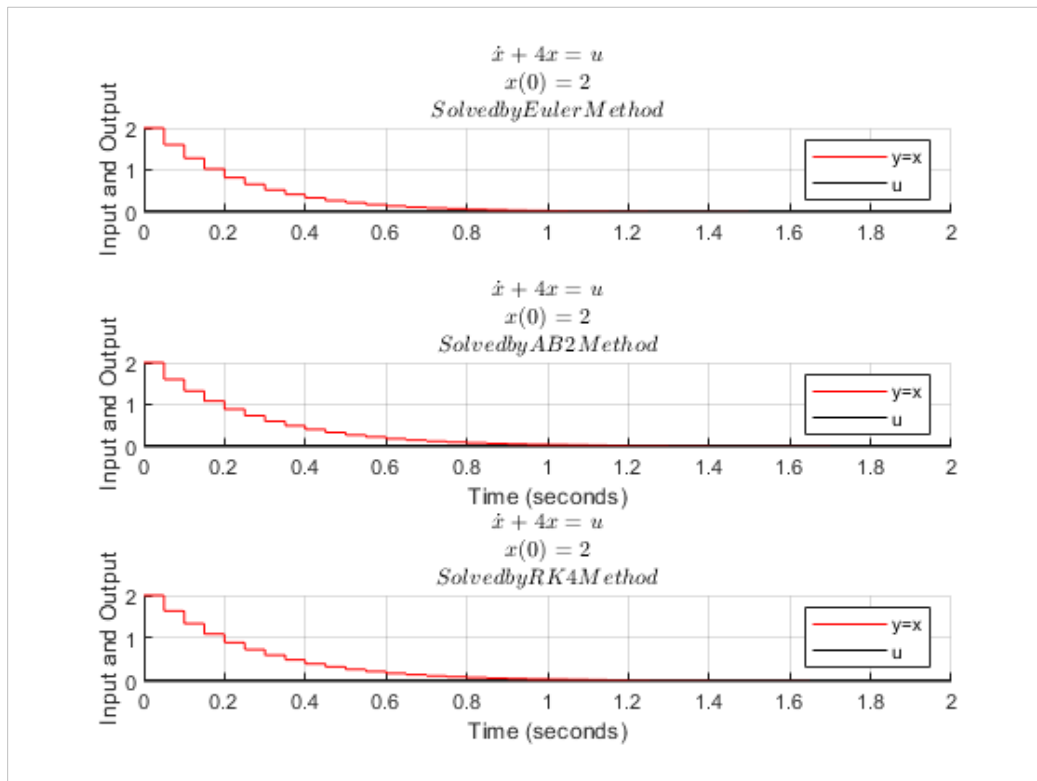 ẋ + 4x = u
x(0) = 2
SolvedbyEulerMethod
Input and Output
2
1
0
y=x
u
0 0.2 0.4 0.6 0.8 1 1.2 1.4 1.6 1.8 2
ẋ + 4x = u
x(0) = 2
SolvedbyAB2Method
Input and Output
2
1
0
y=x
u
0 0.2 0.4 0.6 0.8 1 1.2 1.4 1.6 1.8 2
Time (seconds)
ẋ + 4x = u
x(0) = 2
SolvedbyRK4Method
Input and Output
2
1
0
y=x
u
0 0.2 0.4 0.6 0.8 1 1.2 1.4 1.6 1.8 2
Time (seconds)